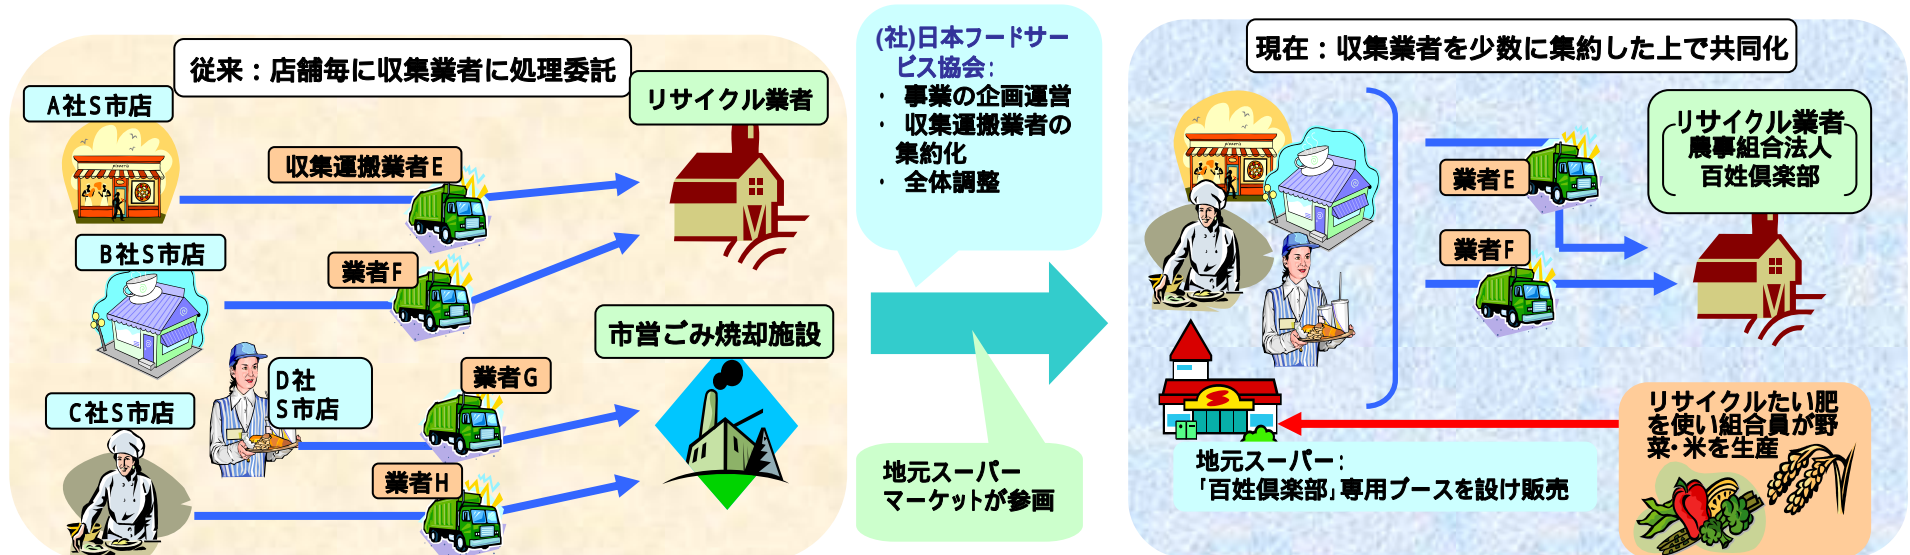 従来：店舗毎に収集業者に処理委託
A社S市店
リサイクル業者
収集運搬業者E
B社S市店
業者F
市営ごみ焼却施設
D社
S市店
業者G
C社S市店
業者H
(社)日本フードサー
ビス協会：
・ 事業の企画運営
・ 収集運搬業者の
集約化
・ 全体調整
地元スーパー
マーケットが参画
現在：収集業者を少数に集約した上で共同化
リサイクル業者
農事組合法人
百姓倶楽部
業者E
業者F
リサイクルたい肥
を使い組合員が野
菜・米を生産
地元スーパー：
「百姓倶楽部」専用ブースを設け販売